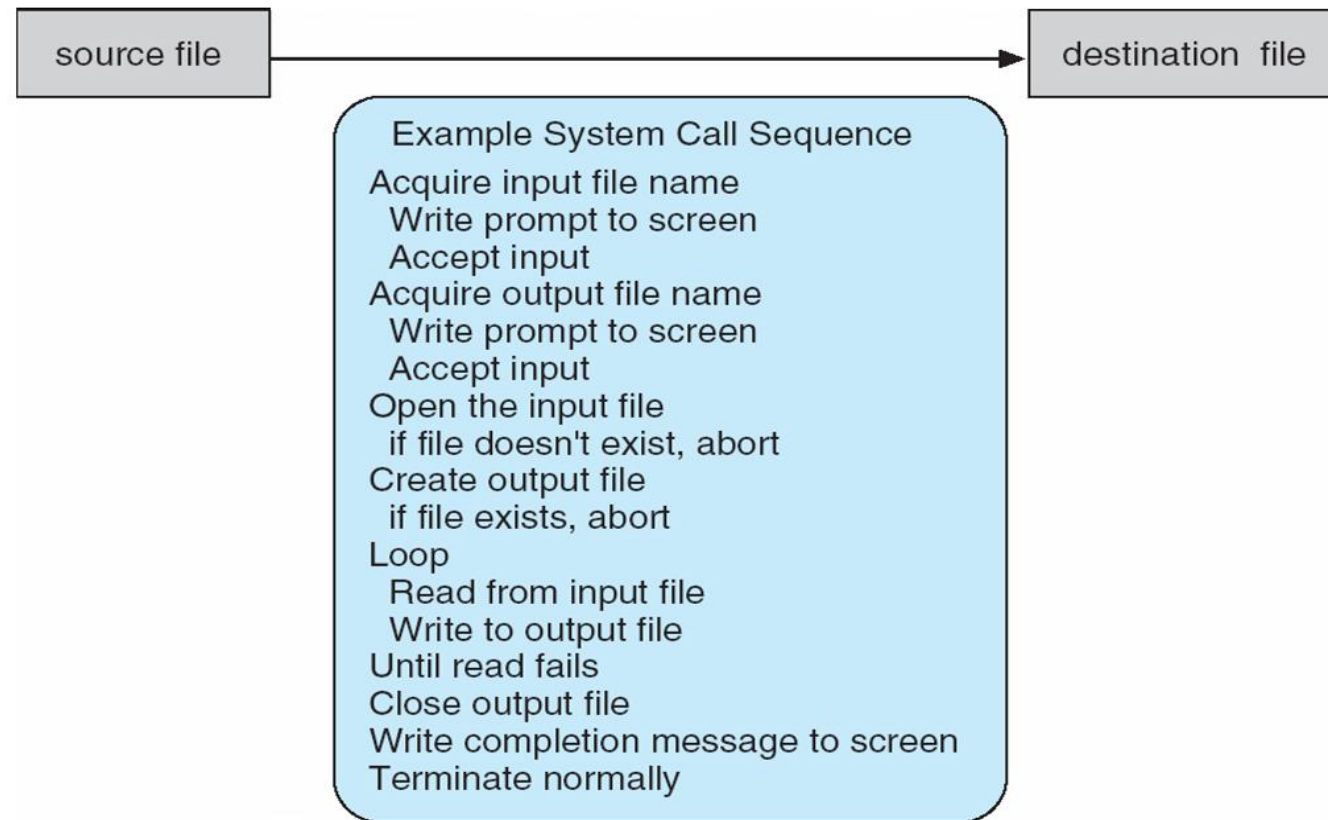 source file
destination file
Example System Call Sequence
Acquire input file name
Write prompt to screen
Accept input
Acquire output file name
Write prompt to screen
Accept input
Open the input file
if file doesn't exist, abort
Create output file
if file exists, abort
Loop
Read from input file
Write to output file
Until read fails
Close output file
Write completion message to screen
Terminate normally